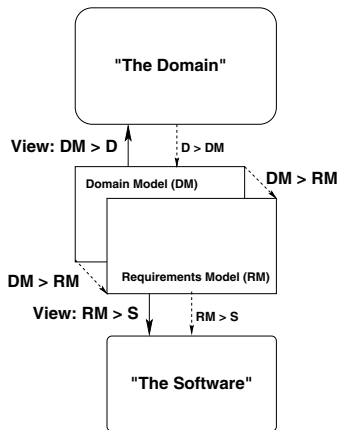 "The Domain"
View: DM > D
D > DM
Domain Model (DM)
DM > RM
DM > RM
Requirements Model (RM)
View: RM > S
RM > S
"The Software"